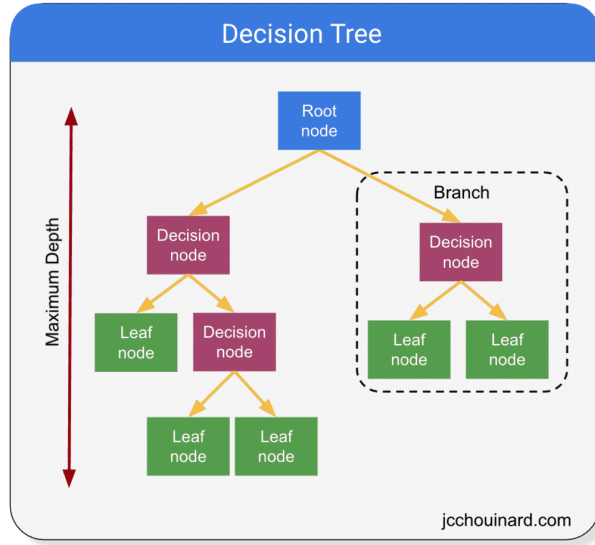 Decision Tree
Root
node
Branch
Decision
node
Decision
node
Maximum Depth
Leaf
node
Decision
node
Leaf
node
Leaf
node
Leaf
node
Leaf
node
jcchouinard.com